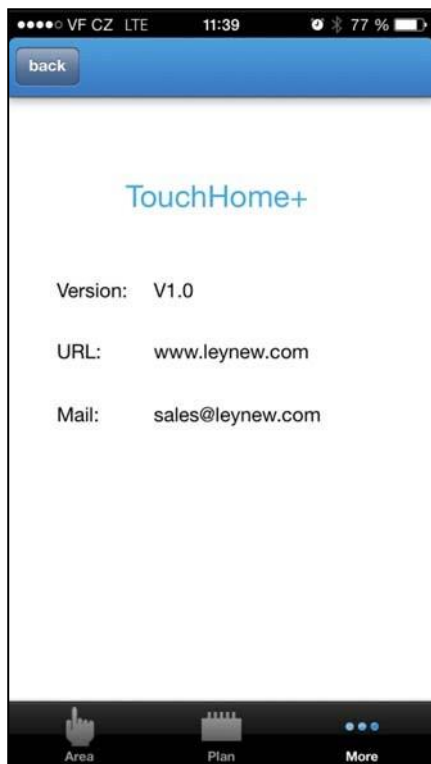 VF CZ LTE 11:39 77 %
back
TouchHome+
Version: V1.0
URL: www.leynew.com
Mail: sales@leynew.com
Area Plan More